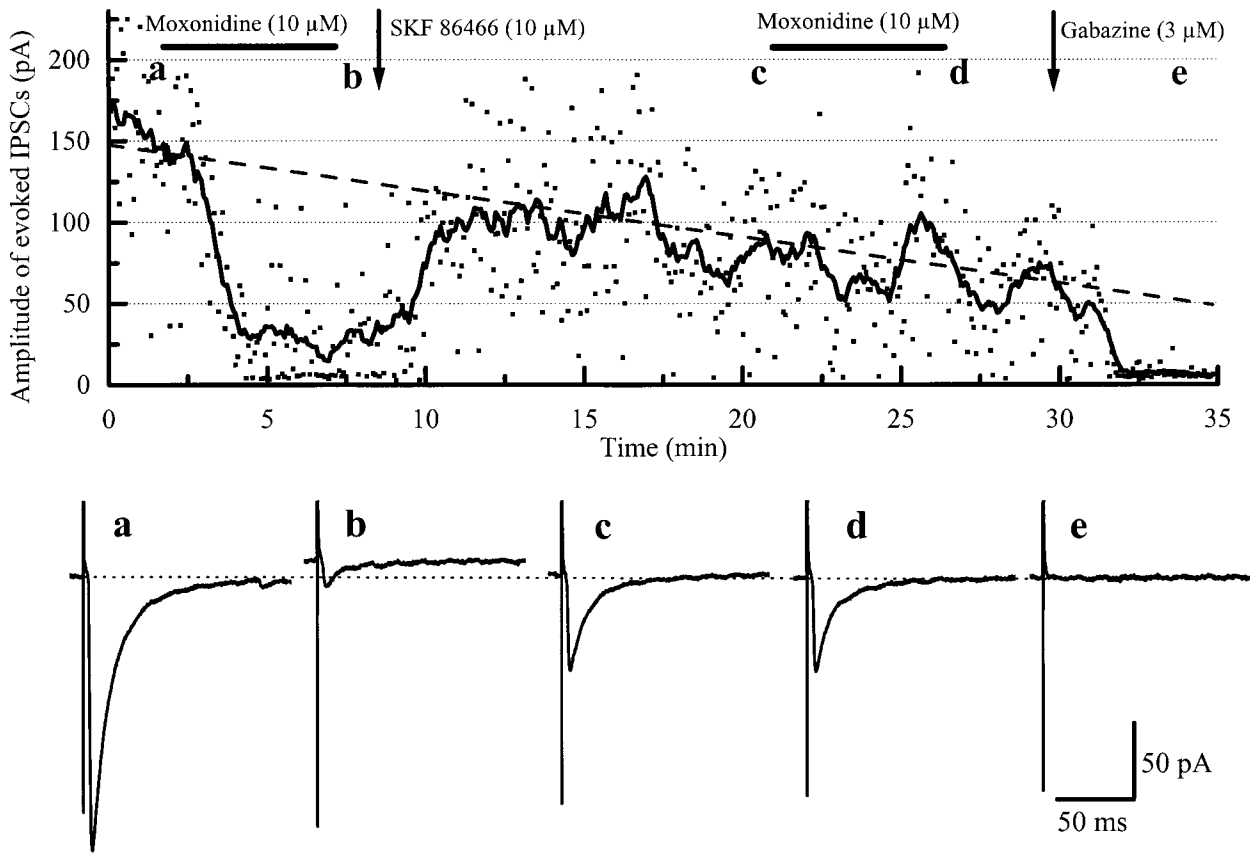 Moxonidine (10 µM)
SKF 86466 (10 µM)
Moxonidine (10 µM)
Gabazine (3 µM)
a
b
c
d
e
Amplitude of evoked IPSCs (pA)
200
150
100
50
0
0
5
10
15
20
25
30
35
Time (min)
a
b
c
d
e
50 pA
50 ms